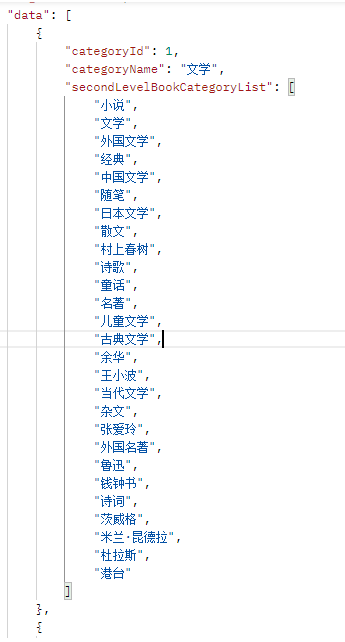 "data": [
{
"categoryId": 1,
"categoryName": "文学",
"secondLevelBookCategoryList": [
"小说",
"文学",
"外国文学",
"经典",
"中国文学",
"随笔",
"日本文学",
"散文",
"村上春树",
"诗歌",
"童话",
"名著",
"儿童文学",
"古典文学",
"余华",
"王小波",
"当代文学",
"杂文",
"张爱玲",
"外国名著",
"鲁迅",
"钱钟书",
"诗词",
"茨威格",
"米兰·昆德拉",
"杜拉斯",
"港台"
]
},
{